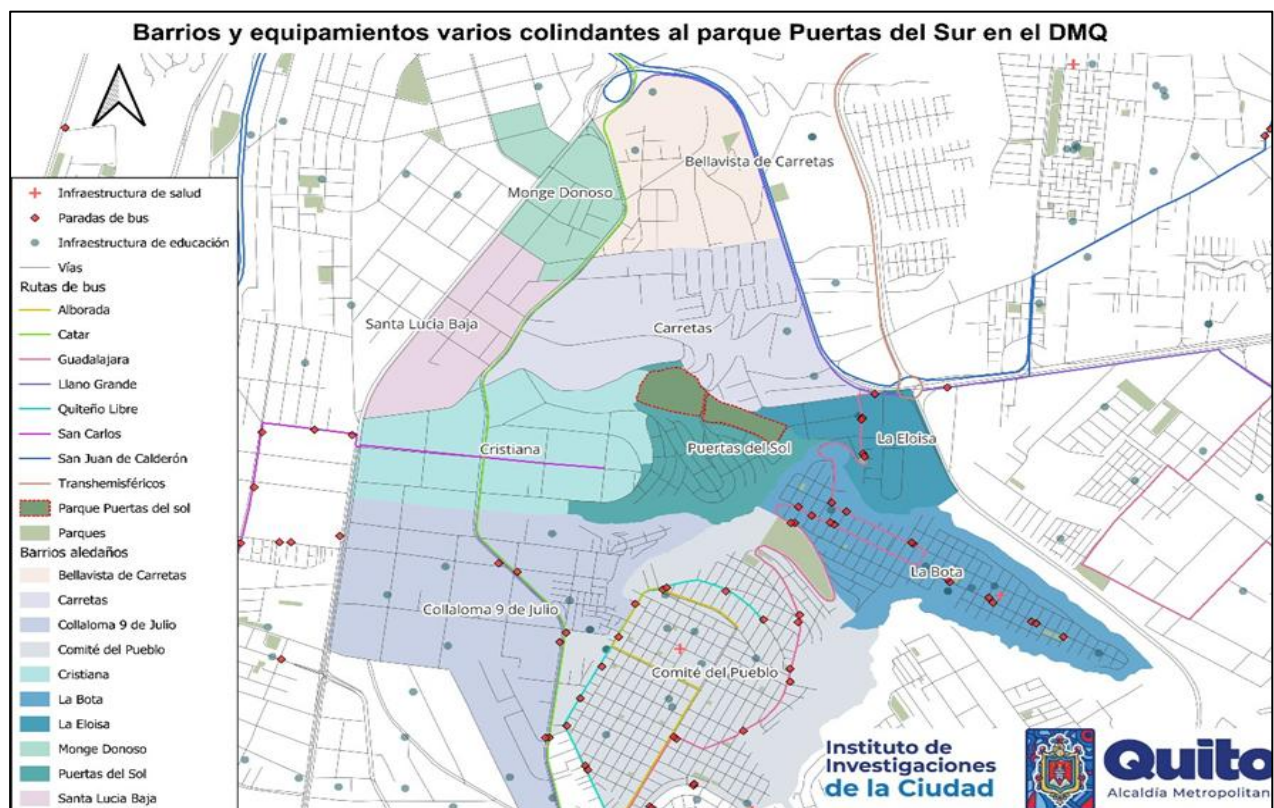 Barrios y equipamientos varios colindantes al parque Puertas del Sur en el DMQ
Bellavista de Carretas
Monge Donoso
Santa Lucia Baja
Carretas
Cristiana
Puertas del Sol
La Eloisa
La Bota
Collaloma 9 de Julio
Comité del Pueblo
Infraestructura de salud
Paradas de bus
Infraestructura de educación
Vías
Rutas de bus
Alborada
Catar
Guadalajara
Llano Grande
Quiteño Libre
San Carlos
San Juan de Calderón
Transhemisféricos
Parque Puertas del sol
Parques
Barrios aledaños
Bellavista de Carretas
Carretas
Collaloma 9 de Julio
Comité del Pueblo
Cristiana
La Bota
La Eloisa
Monge Donoso
Puertas del Sol
Santa Lucia Baja
Instituto de
Investigaciones
de la Ciudad
Quito
Alcaldía Metropolitan